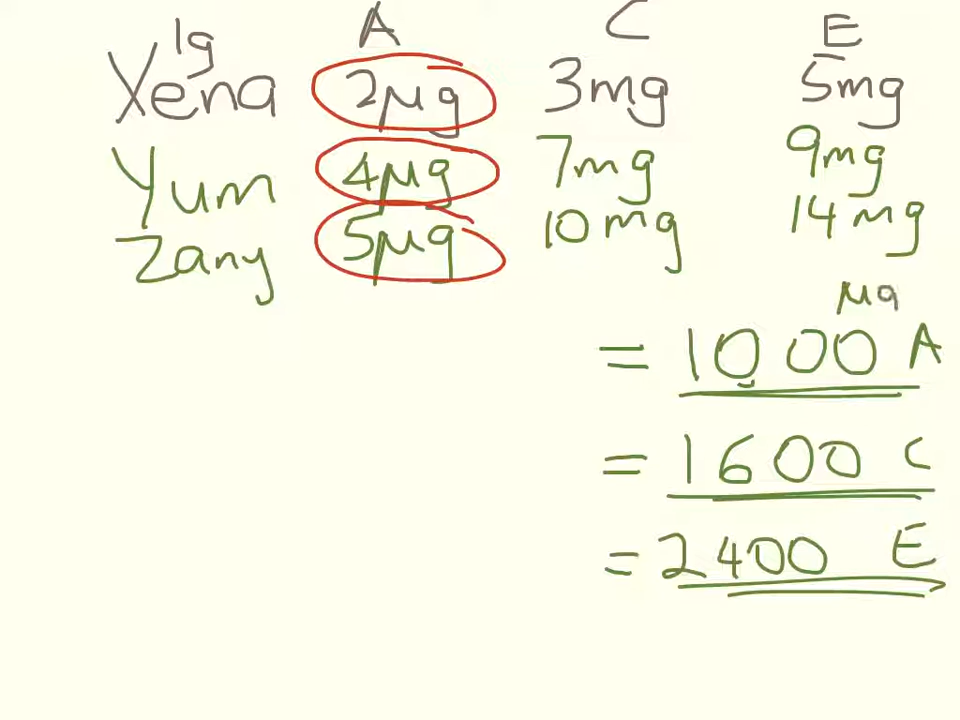 1g A C E
Xena 2μg 3mg 5mg
Yum 4μg 7mg 9mg
Zany 5μg 10mg 14mg
μg
= 1000 A
= 1600 C
= 2400 E